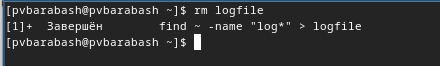 [pvbarabash@pvbarabash ~]$ rm logfile
[1]+  Завершён        find ~ -name "log*" > logfile
[pvbarabash@pvbarabash ~]$